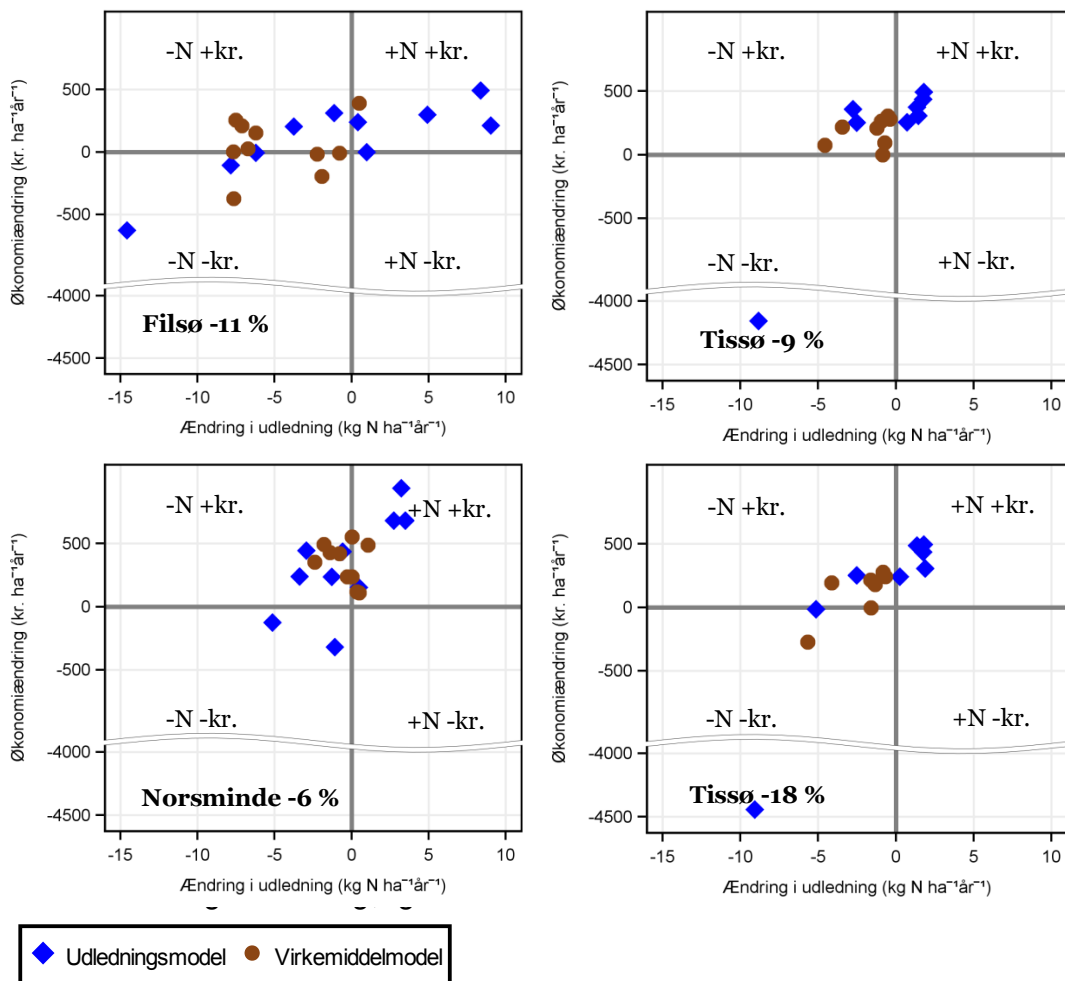 -N +kr.
+N +kr.
500
0
-500
-N -kr.
+N -kr.
-4000
Filsø -11 %
-4500
-15
-10
-5
0
5
10
Økonomiændring (kr. ha⁻¹år⁻¹)
Ændring i udledning (kg N ha⁻¹år⁻¹)
-N +kr.
+N +kr.
500
0
-500
-N -kr.
+N -kr.
-4000
Tissø -9 %
-4500
-15
-10
-5
0
5
10
Økonomiændring (kr. ha⁻¹år⁻¹)
Ændring i udledning (kg N ha⁻¹år⁻¹)
-N +kr.
+N +kr.
500
0
-500
-N -kr.
+N -kr.
-4000
Norsminde -6 %
-4500
-15
-10
-5
0
5
10
Økonomiændring (kr. ha⁻¹år⁻¹)
Ændring i udledning (kg N ha⁻¹år⁻¹)
-N +kr.
+N +kr.
500
0
-500
-N -kr.
+N -kr.
-4000
Tissø -18 %
-4500
-15
-10
-5
0
5
10
Økonomiændring (kr. ha⁻¹år⁻¹)
Ændring i udledning (kg N ha⁻¹år⁻¹)
Udledningsmodel
Virkemiddelmodel